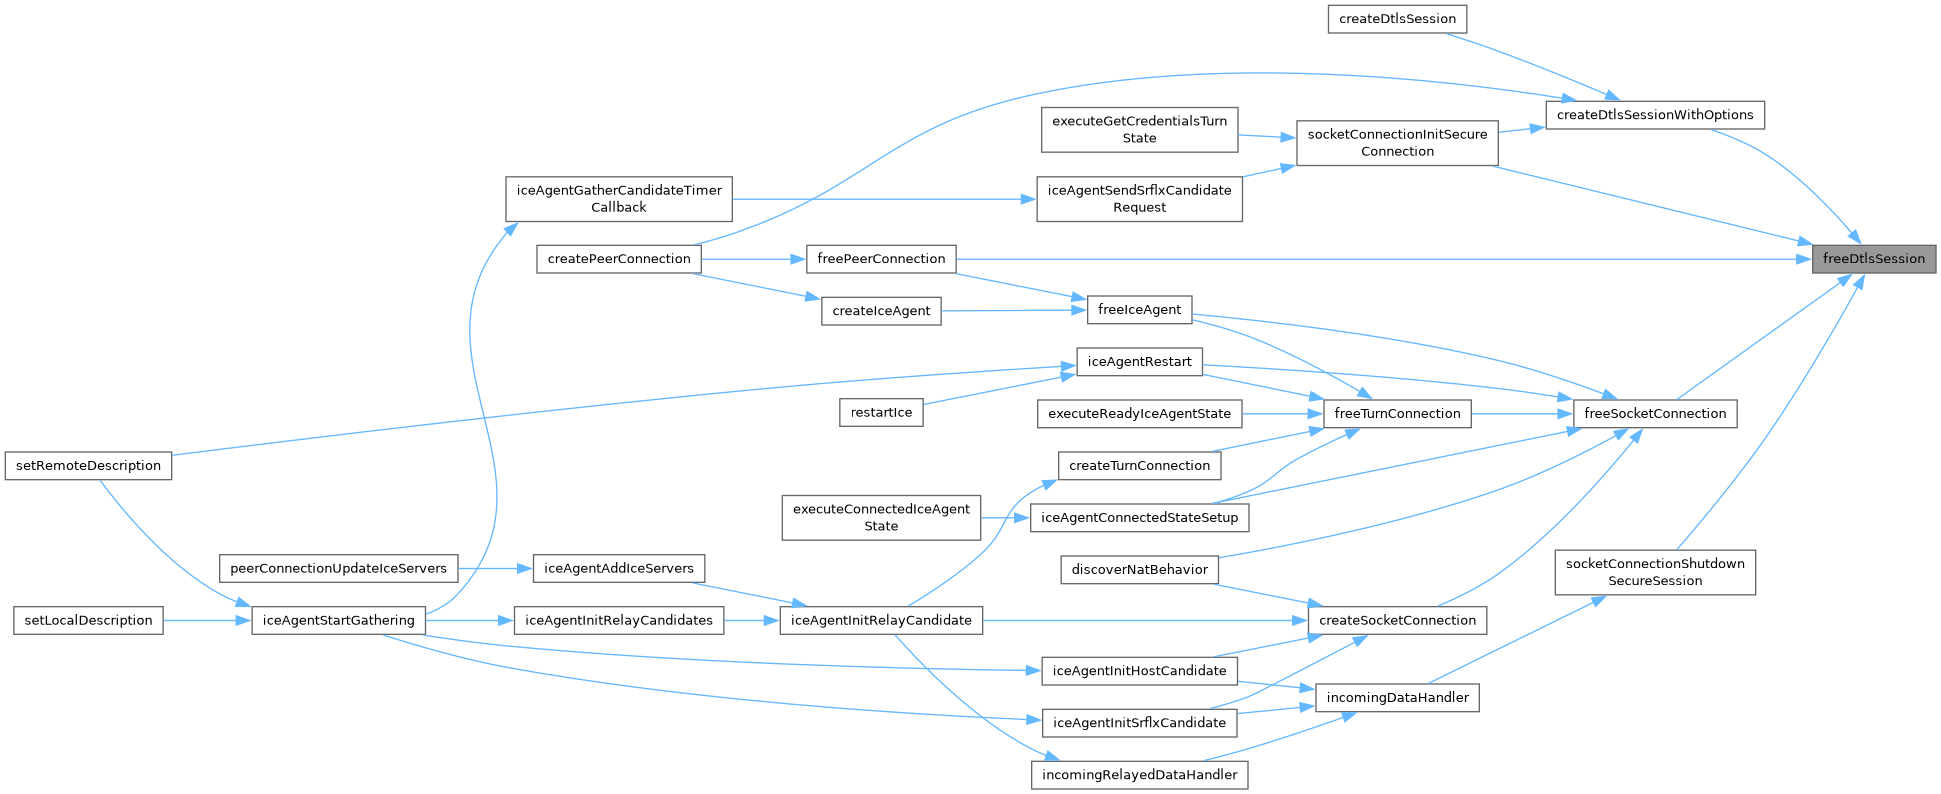 createDtlsSession
createDtlsSessionWithOptions
executeGetCredentialsTurn
State
socketConnectionInitSecure
Connection
iceAgentGatherCandidateTimer
Callback
iceAgentSendSrflxCandidate
Request
createPeerConnection
freePeerConnection
freeDtlsSession
createIceAgent
freeIceAgent
iceAgentRestart
restartIce
executeReadyIceAgentState
freeTurnConnection
freeSocketConnection
setRemoteDescription
createTurnConnection
executeConnectedIceAgent
State
iceAgentConnectedStateSetup
peerConnectionUpdateIceServers
iceAgentAddIceServers
discoverNatBehavior
socketConnectionShutdown
SecureSession
setLocalDescription
iceAgentStartGathering
iceAgentInitRelayCandidates
iceAgentInitRelayCandidate
createSocketConnection
iceAgentInitHostCandidate
incomingDataHandler
iceAgentInitSrflxCandidate
incomingRelayedDataHandler